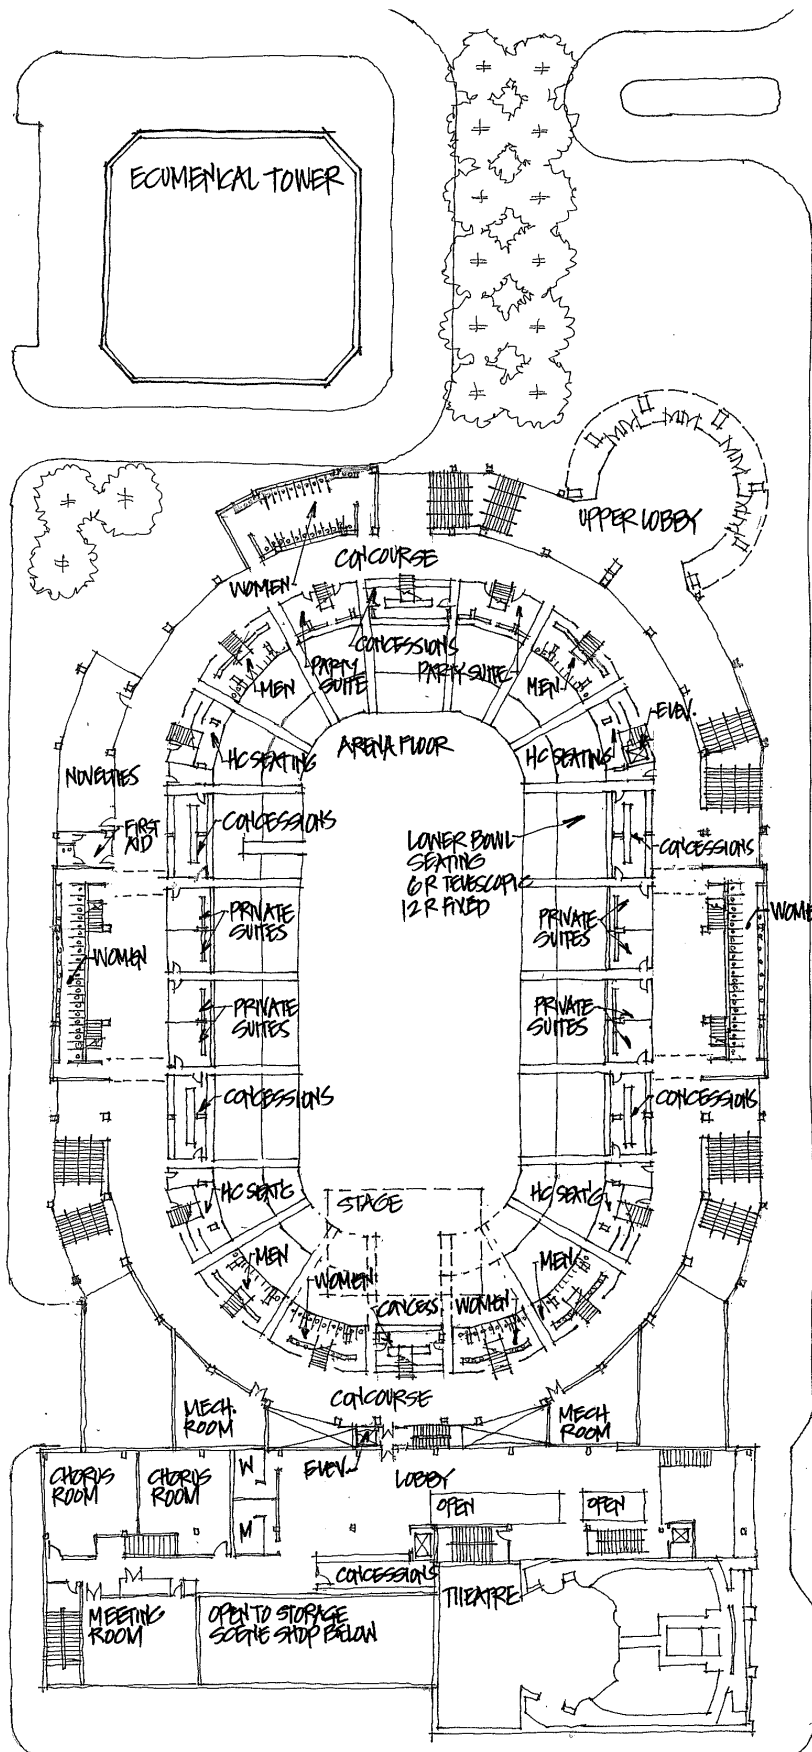 ECUMENICAL TOWER
UPPER LOBBY
CONCOURSE
WOMEN
CONCESSIONS
PARTY
SUITE
PARTY SUITE
MEN
MEN
ELEV.
ARENA FLOOR
HC SEATING
HC SEATING
NOVELTIES
FIRST
AID
CONCESSIONS
LOWER BOWL
SEATING
6 R TELESCOPIC
12 R FIXED
CONCESSIONS
PRIVATE
SUITES
PRIVATE
SUITES
WOME
WOMEN
PRIVATE
SUITES
PRIVATE
SUITES
CONCESSIONS
CONCESSIONS
HC SEAT'G
STAGE
HC SEAT'G
MEN
MEN
WOMEN
CONCESS.
WOMEN
CONCOURSE
MECH.
ROOM
MECH
ROOM
CHORUS
ROOM
CHORUS
ROOM
W
ELEV.
LOBBY
OPEN
OPEN
M
CONCESSIONS
THEATRE
MEETING
ROOM
OPEN TO STORAGE
SCENE SHOP BELOW